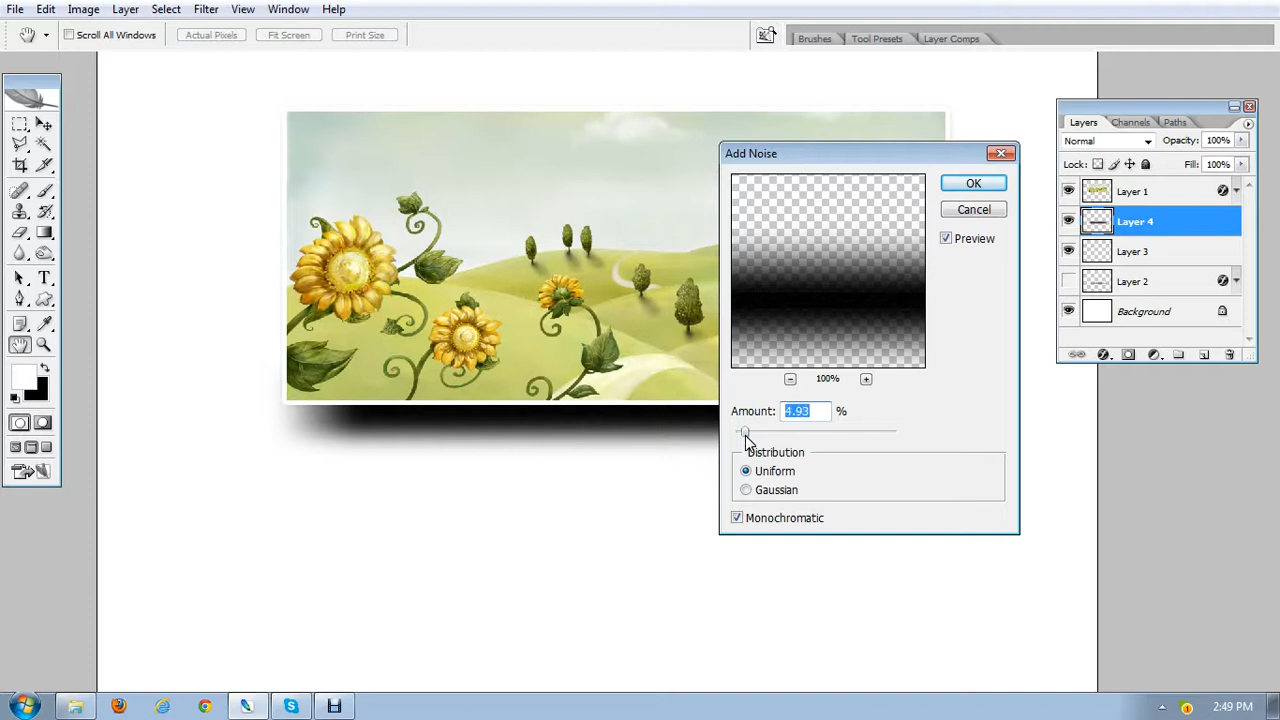 File Edit Image Layer Select Filter View Window Help
Scroll All Windows Actual Pixels Fit Screen Print Size Brushes Tool Presets Layer Comps
Layers Channels Paths
Normal Opacity: 100%
Lock: Fill: 100%
Layer 1
Layer 4
Layer 3
Layer 2
Background
Add Noise
OK
Cancel
Preview
100%
Amount: 4.93 %
Distribution
Uniform
Gaussian
Monochromatic
2:49 PM